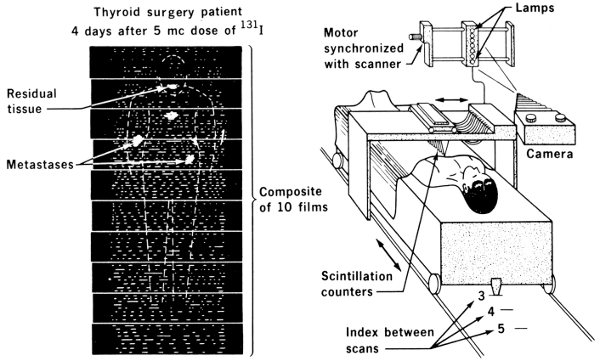 Thyroid surgery patient
4 days after 5 mc dose of ¹³¹I
Residual
tissue
Metastases
Composite
of 10 films
Lamps
Motor
synchronized
with scanner
Camera
Scintillation
counters
3 —
4 —
5 —
Index between
scans